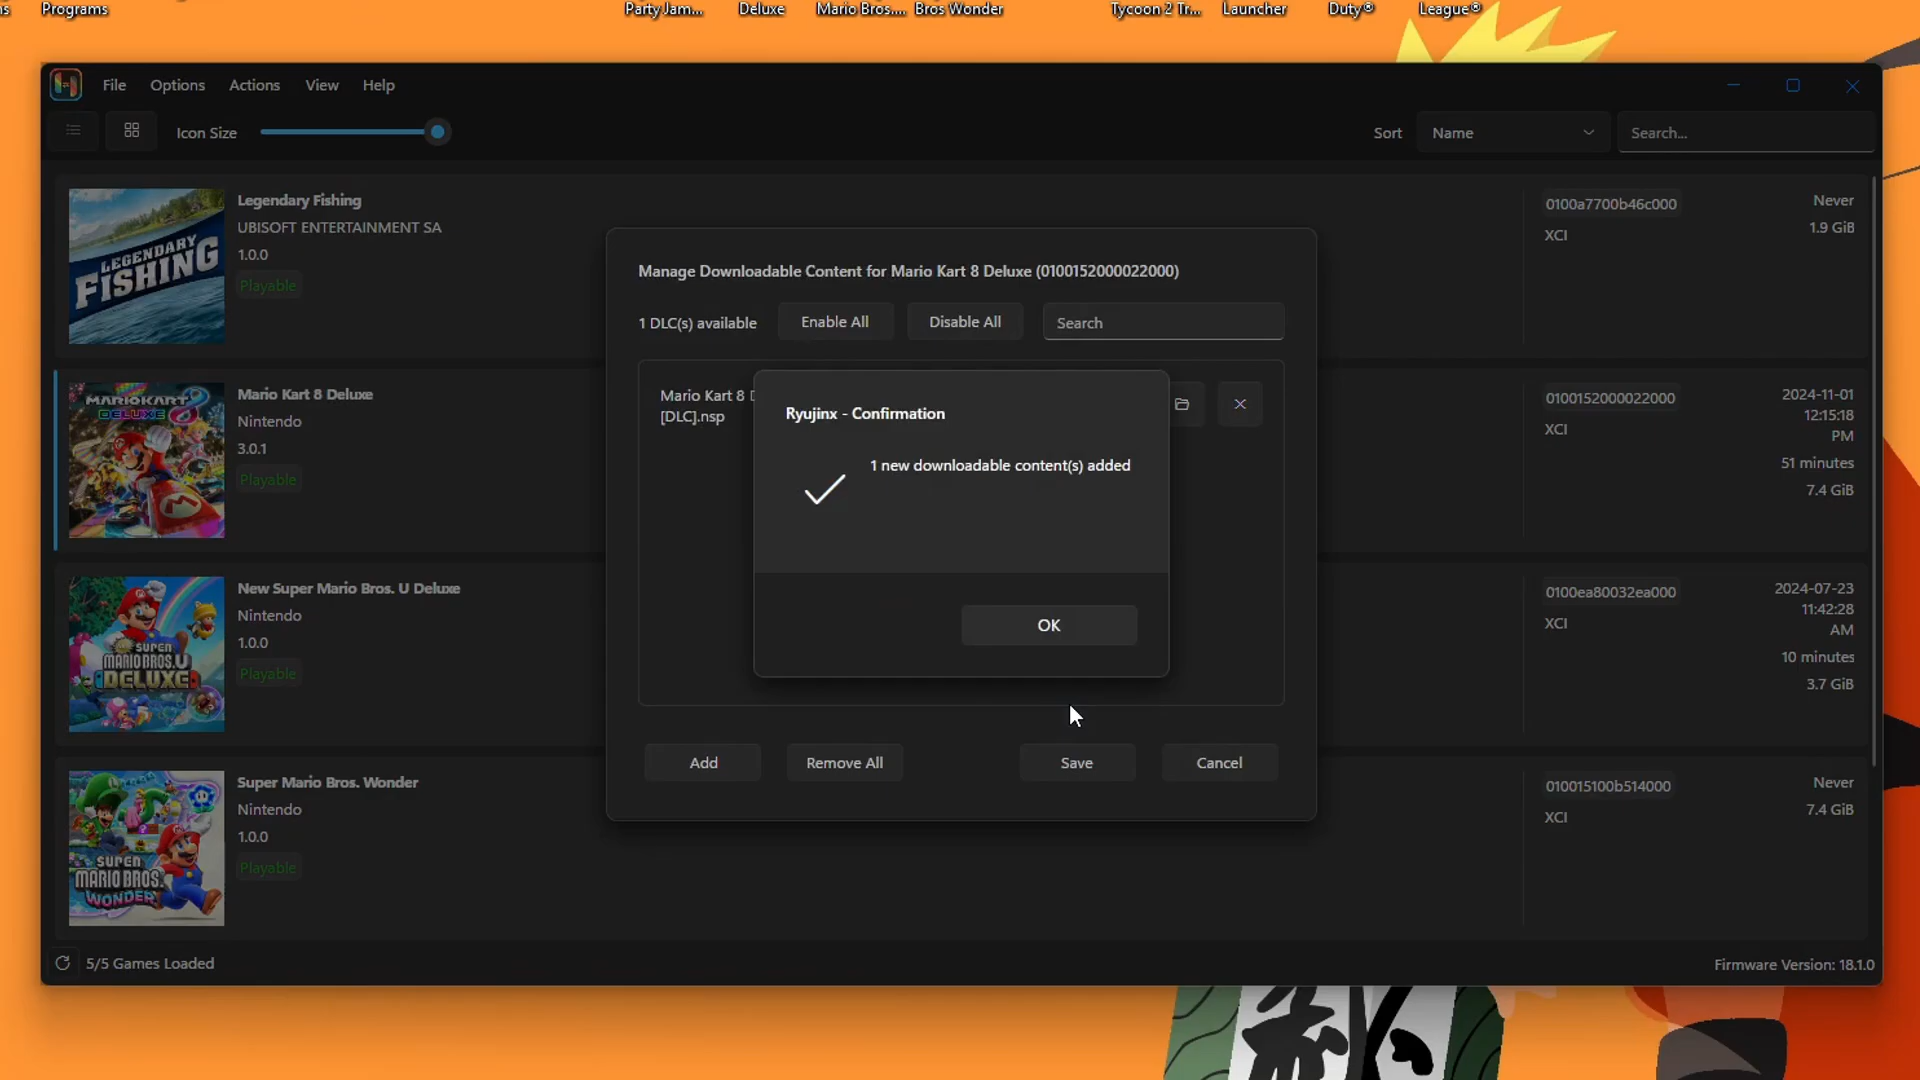 Programs
Party Jam...
Deluxe
Mario Bros....
Bros Wonder
Tycoon 2 Tr...
Launcher
Duty®
League®
File Options Actions View Help
Icon Size
Sort Name Search...
LEGENDARY FISHING
Legendary Fishing
UBISOFT ENTERTAINMENT SA
1.0.0
Playable
0100a7700b46c000
XCI
Never
1.9 GiB
MARIOKART 8 DELUXE
Mario Kart 8 Deluxe
Nintendo
3.0.1
Playable
0100152000022000
XCI
2024-11-01
12:15:18
PM
51 minutes
7.4 GiB
SUPER
MARIO BROS. U
DELUXE
New Super Mario Bros. U Deluxe
Nintendo
1.0.0
Playable
0100ea80032ea000
XCI
2024-07-23
11:42:28
AM
10 minutes
3.7 GiB
SUPER
MARIO BROS.
WONDER
Super Mario Bros. Wonder
Nintendo
1.0.0
Playable
010015100b514000
XCI
Never
7.4 GiB
Manage Downloadable Content for Mario Kart 8 Deluxe (0100152000022000)
1 DLC(s) available Enable All Disable All Search
Mario Kart 8
[DLC].nsp
Ryujinx - Confirmation
1 new downloadable content(s) added
OK
Add Remove All Save Cancel
5/5 Games Loaded
Firmware Version: 18.1.0